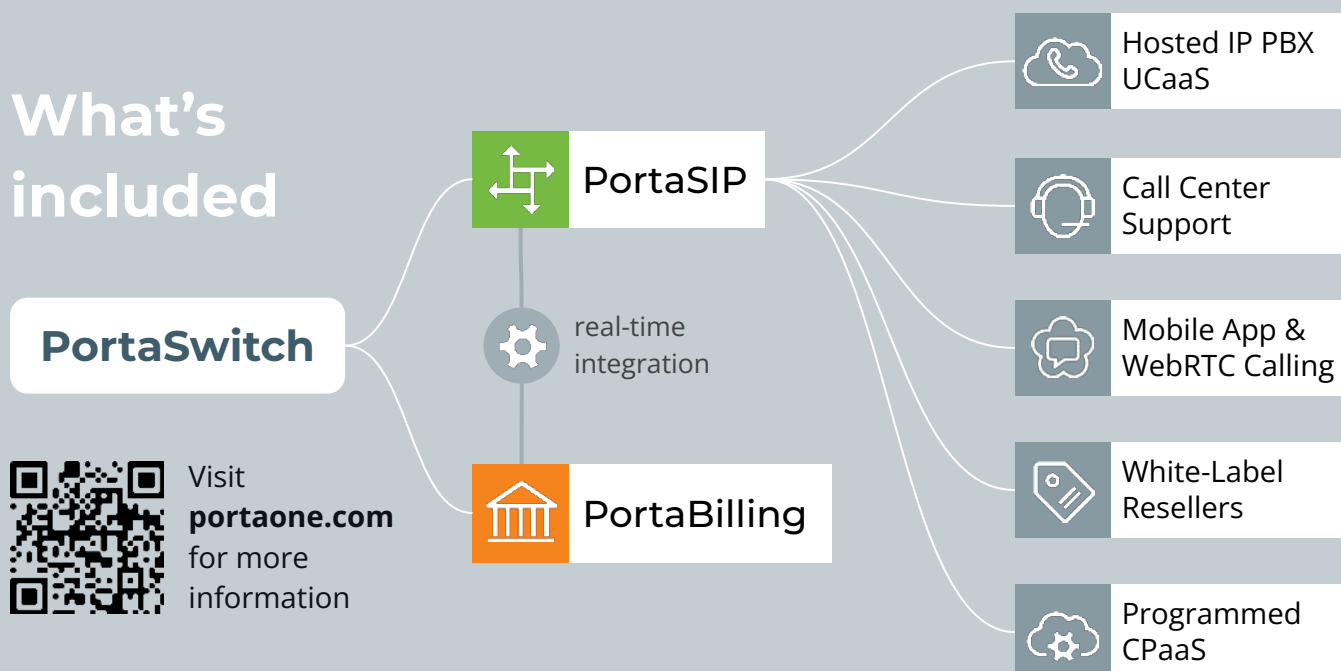 What's
included
PortaSwitch
Visit
portaone.com
for more
information
PortaSIP
real-time
integration
PortaBilling
Hosted IP PBX
UCaaS
Call Center
Support
Mobile App &
WebRTC Calling
White-Label
Resellers
Programmed
CPaaS